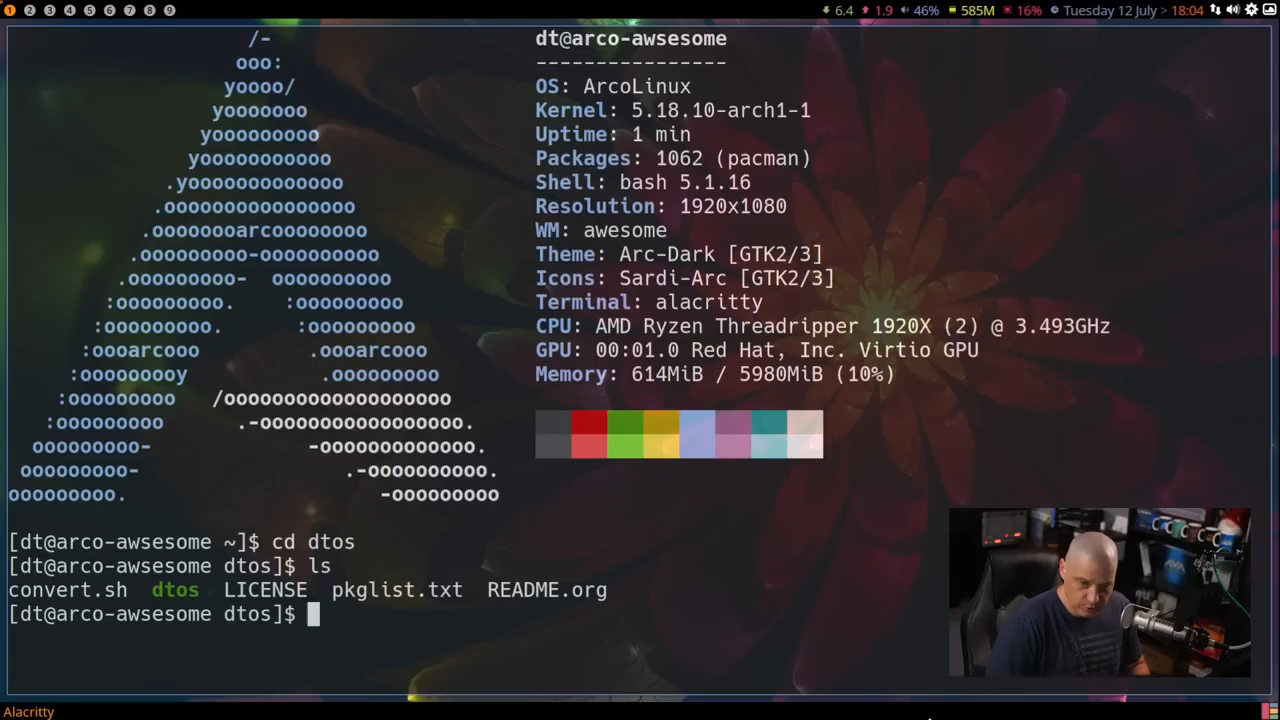 1 2 3 4 5 6 7 8 9
6.4 1.9 46% 585M 16% Tuesday 12 July > 18:04
/-
ooo:
yoooo/
yooooooo
yooooooooo
yooooooooooo
.yooooooooooooo
.oooooooooooooooo
.oooooooarcoooooooo
.ooooooooo-oooooooooo
.ooooooooo-  oooooooooo
:ooooooooo.    :ooooooooo
:ooooooooo.      :ooooooooo
:oooarcooo         .oooarcooo
:ooooooooy           .ooooooooo
:ooooooooo   /ooooooooooooooooooo
:ooooooooo      .-ooooooooooooooooo.
ooooooooo-             -ooooooooooooo.
ooooooooo-                 .-oooooooooo.
ooooooooo.                     -ooooooooo
dt@arco-awsesome
----------------
OS: ArcoLinux
Kernel: 5.18.10-arch1-1
Uptime: 1 min
Packages: 1062 (pacman)
Shell: bash 5.1.16
Resolution: 1920x1080
WM: awesome
Theme: Arc-Dark [GTK2/3]
Icons: Sardi-Arc [GTK2/3]
Terminal: alacritty
CPU: AMD Ryzen Threadripper 1920X (2) @ 3.493GHz
GPU: 00:01.0 Red Hat, Inc. Virtio GPU
Memory: 614MiB / 5980MiB (10%)
[dt@arco-awsesome ~]$ cd dtos
[dt@arco-awsesome dtos]$ ls
convert.sh  dtos  LICENSE  pkglist.txt  README.org
[dt@arco-awsesome dtos]$
Alacritty